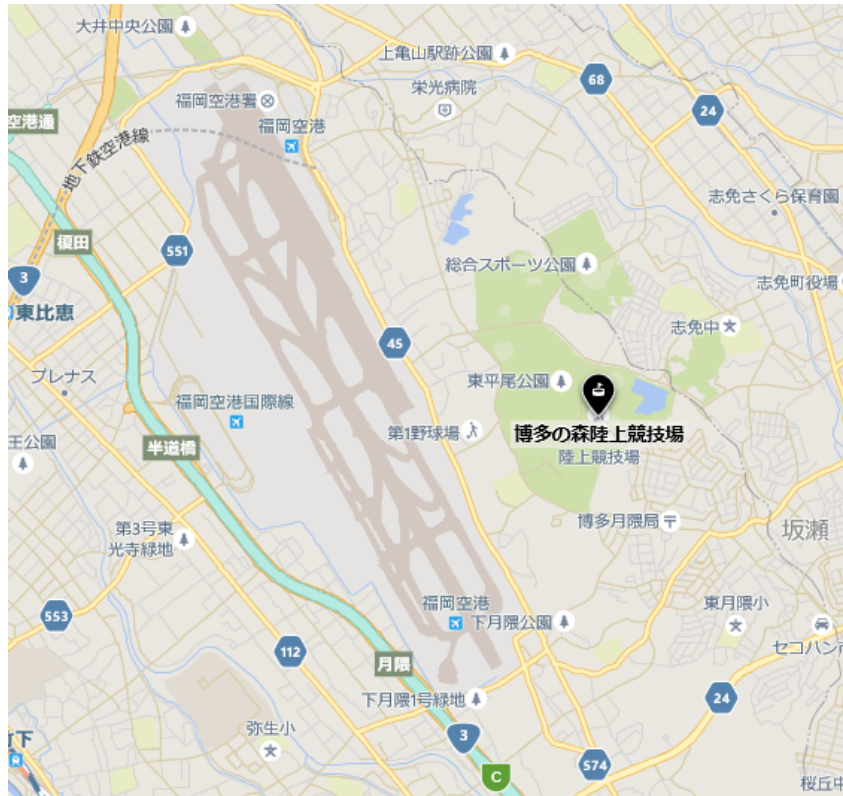 大井中央公園
上亀山駅跡公園
68
栄光病院
24
福岡空港署
空港通
福岡空港
地下鉄空港線
志免さくら保育園
榎田
551
総合スポーツ公園
3
志免町役場
東比恵
志免中
45
プレナス
東平尾公園
福岡空港国際線
第1野球場
博多の森陸上競技場
王公園
半道橋
陸上競技場
第3号東
光寺緑地
博多月隈局
坂瀬
福岡空港
下月隈公園
東月隈小
553
112
セコハン市
月隈
下月隈1号緑地
24
弥生小
3
574
C
桜丘中